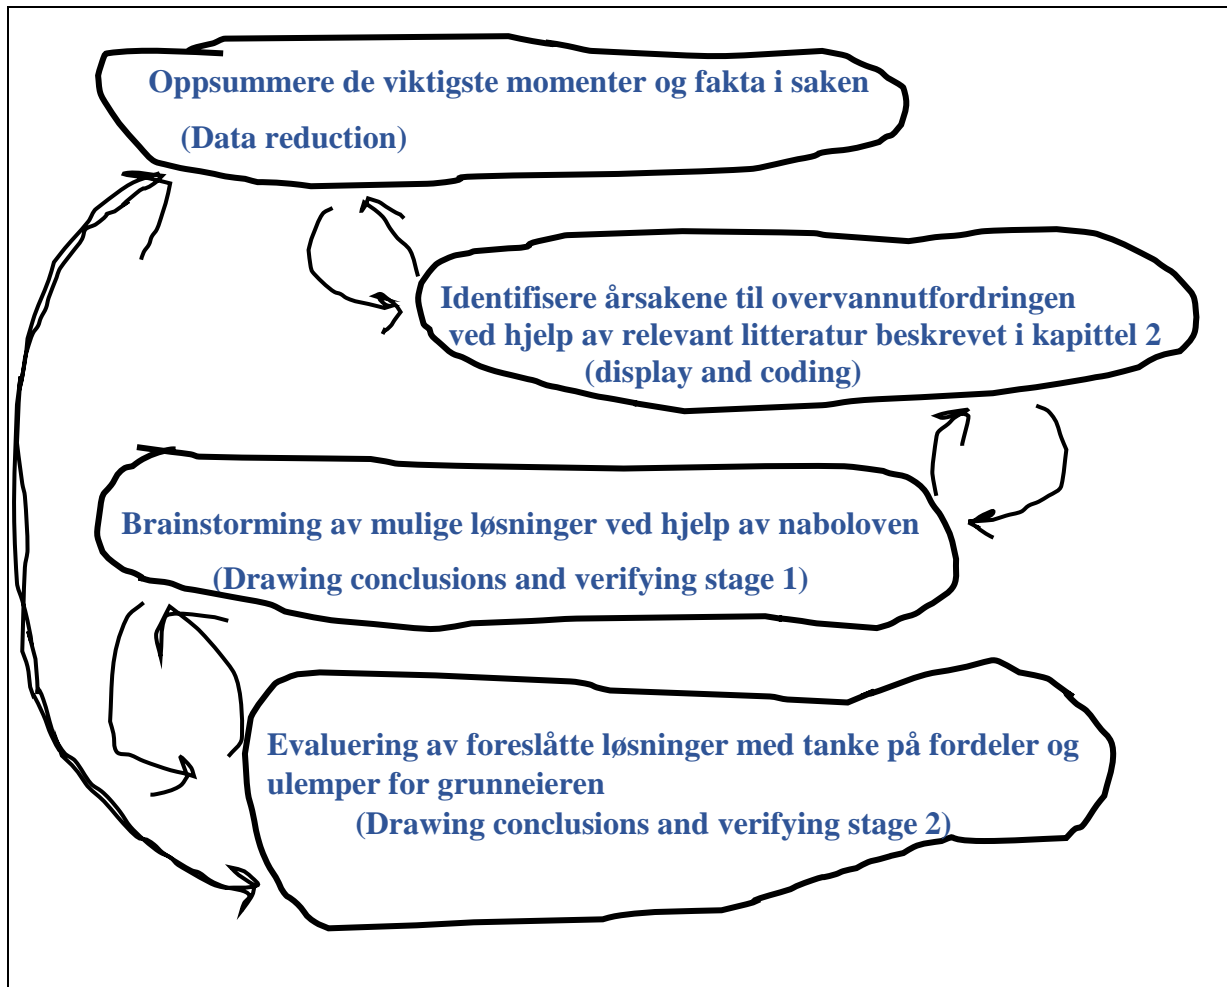 Oppsummere de viktigste momenter og fakta i saken
(Data reduction)
Identifisere årsakene til overvannutfordringen
ved hjelp av relevant litteratur beskrevet i kapittel 2
(display and coding)
Brainstorming av mulige løsninger ved hjelp av naboloven
(Drawing conclusions and verifying stage 1)
Evaluering av foreslåtte løsninger med tanke på fordeler og
ulemper for grunneieren
(Drawing conclusions and verifying stage 2)